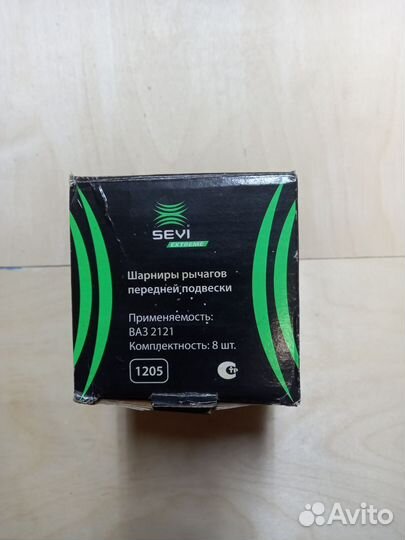 SEVI
EXTREME
Шарниры рычагов
передней подвески
Применяемость:
ВАЗ 2121
Комплектность: 8 шт.
1205
Avito